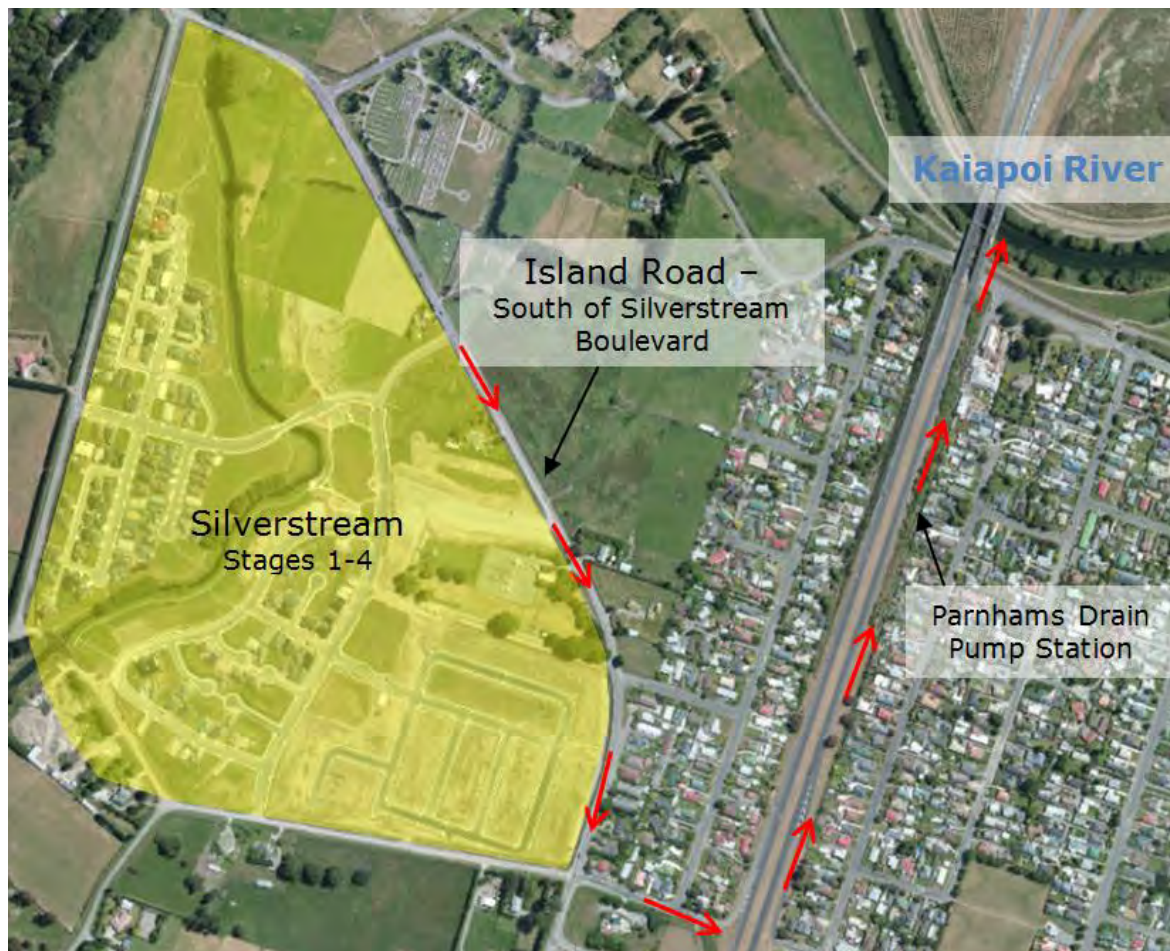 Kaiapoi River
Island Road –
South of Silverstream
Boulevard
Silverstream
Stages 1-4
Parnhams Drain
Pump Station